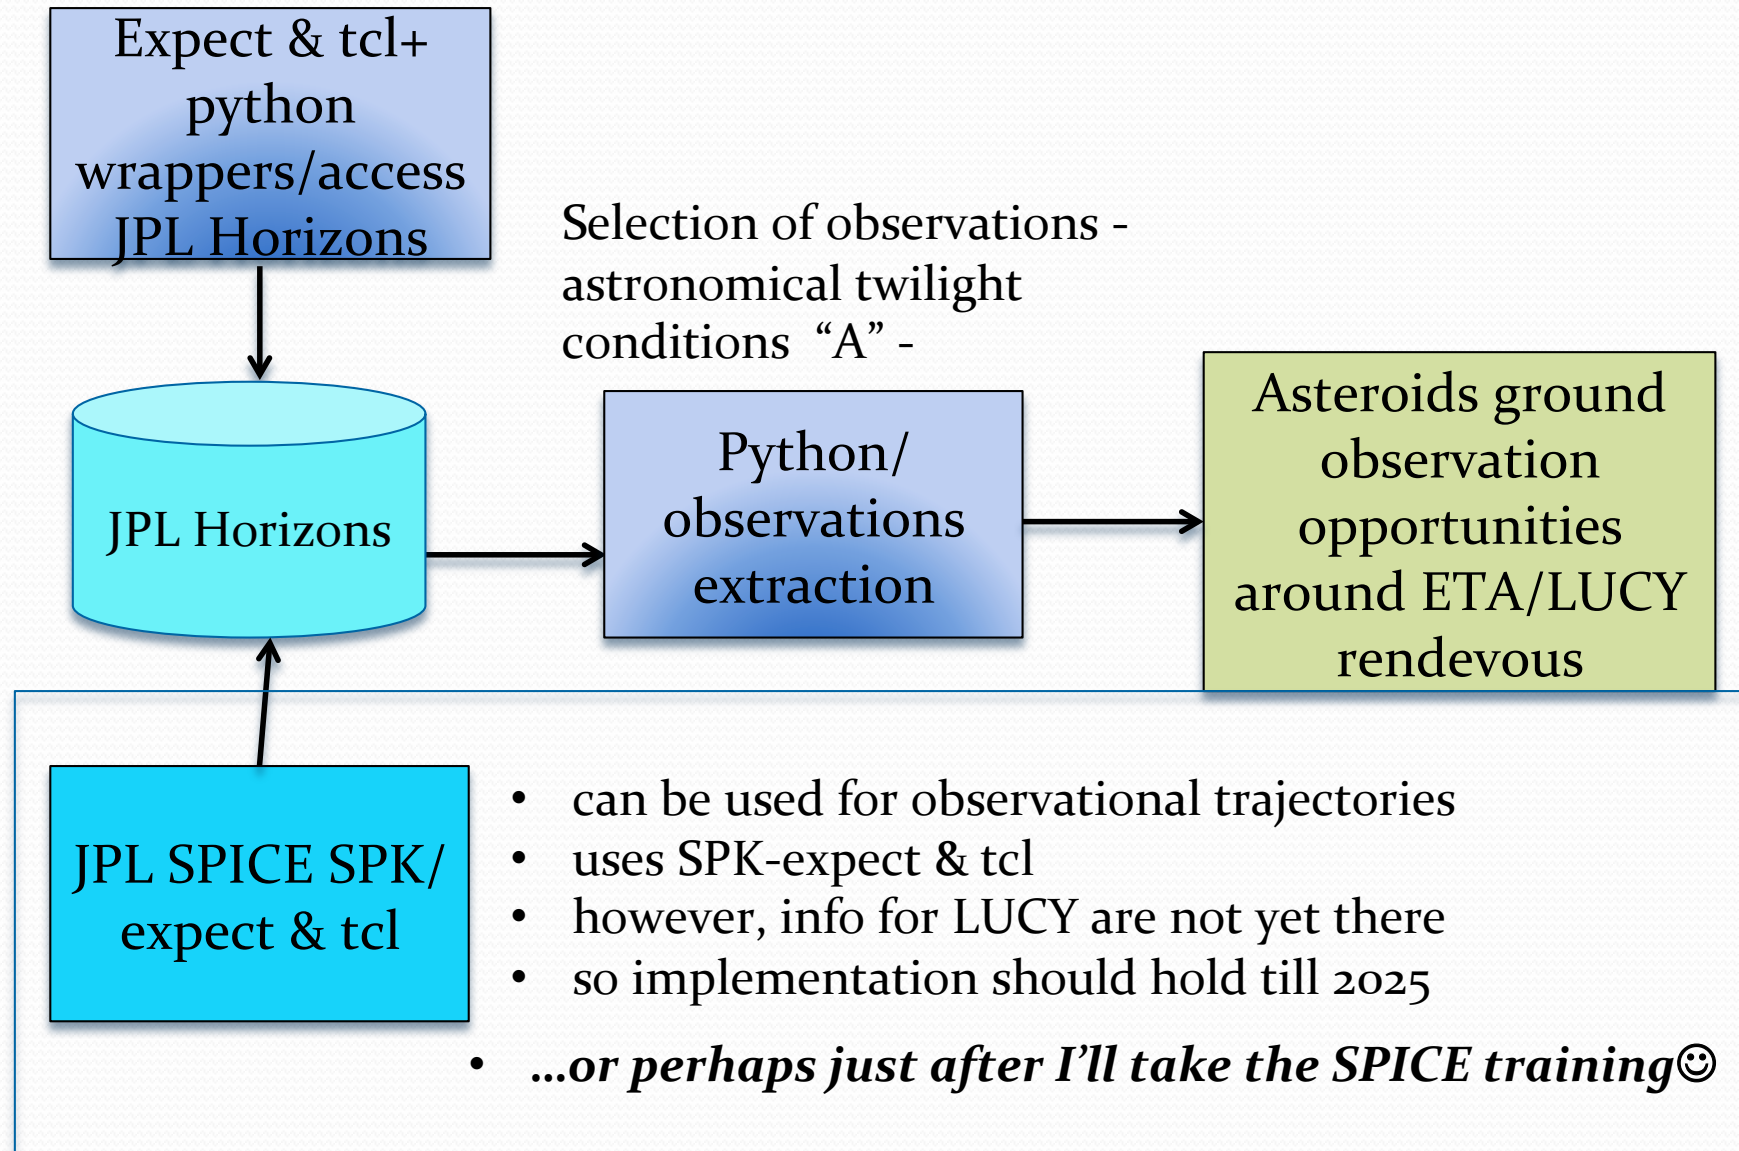 Expect & tcl+
python
wrappers/access
JPL Horizons
Selection of observations -
astronomical twilight
conditions “A” -
JPL Horizons
Python/
observations
extraction
Asteroids ground
observation
opportunities
around ETA/LUCY
rendevous
JPL SPICE SPK/
expect & tcl
• can be used for observational trajectories
• uses SPK-expect & tcl
• however, info for LUCY are not yet there
• so implementation should hold till 2025
• ...or perhaps just after I’ll take the SPICE training☺